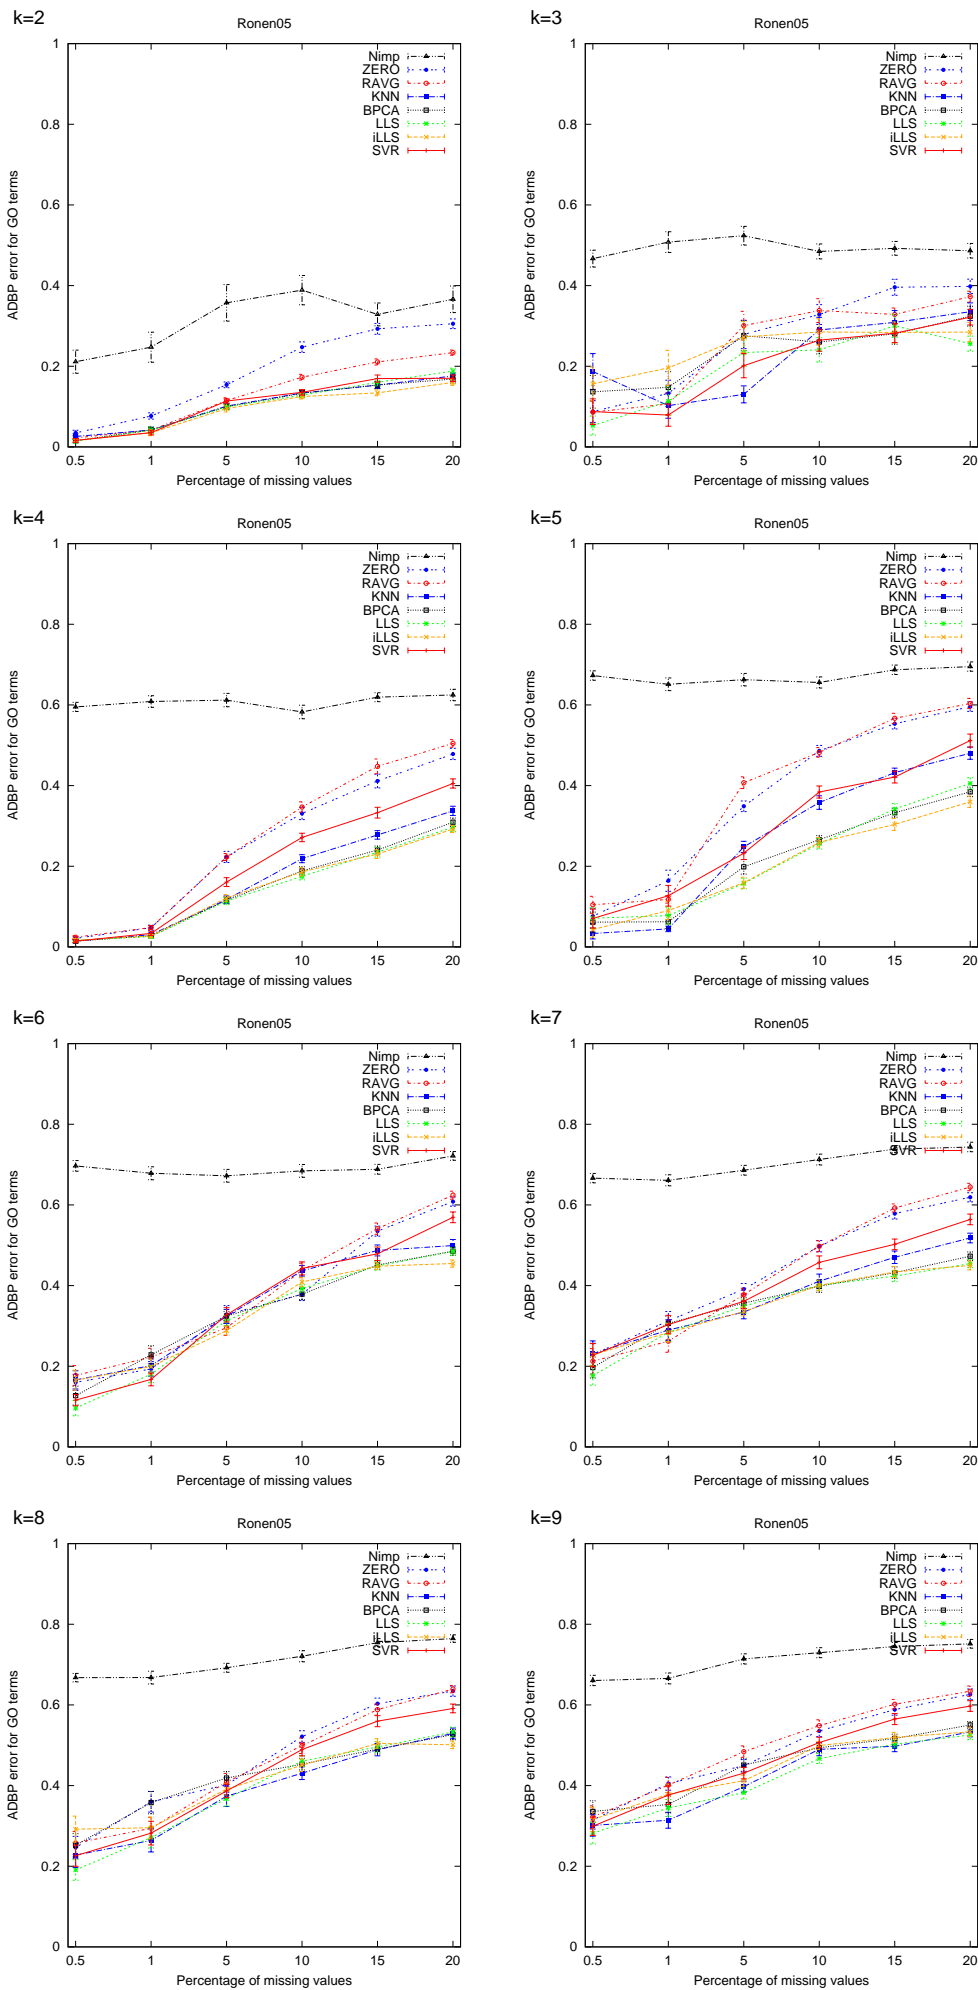 k=2
Ronen05
ADBP error for GO terms
1
0.8
0.6
0.4
0.2
0
Nimp
ZERO
RAVG
KNN
BPCA
LLS
iLLS
SVR
0.5 1 5 10 15 20
Percentage of missing values
k=3
Ronen05
ADBP error for GO terms
1
0.8
0.6
0.4
0.2
0
Nimp
ZERO
RAVG
KNN
BPCA
LLS
iLLS
SVR
0.5 1 5 10 15 20
Percentage of missing values
k=4
Ronen05
ADBP error for GO terms
1
0.8
0.6
0.4
0.2
0
Nimp
ZERO
RAVG
KNN
BPCA
LLS
iLLS
SVR
0.5 1 5 10 15 20
Percentage of missing values
k=5
Ronen05
ADBP error for GO terms
1
0.8
0.6
0.4
0.2
0
Nimp
ZERO
RAVG
KNN
BPCA
LLS
iLLS
SVR
0.5 1 5 10 15 20
Percentage of missing values
k=6
Ronen05
ADBP error for GO terms
1
0.8
0.6
0.4
0.2
0
Nimp
ZERO
RAVG
KNN
BPCA
LLS
iLLS
SVR
0.5 1 5 10 15 20
Percentage of missing values
k=7
Ronen05
ADBP error for GO terms
1
0.8
0.6
0.4
0.2
0
Nimp
ZERO
RAVG
KNN
BPCA
LLS
iLLS
SVR
0.5 1 5 10 15 20
Percentage of missing values
k=8
Ronen05
ADBP error for GO terms
1
0.8
0.6
0.4
0.2
0
Nimp
ZERO
RAVG
KNN
BPCA
LLS
iLLS
SVR
0.5 1 5 10 15 20
Percentage of missing values
k=9
Ronen05
ADBP error for GO terms
1
0.8
0.6
0.4
0.2
0
Nimp
ZERO
RAVG
KNN
BPCA
LLS
iLLS
SVR
0.5 1 5 10 15 20
Percentage of missing values